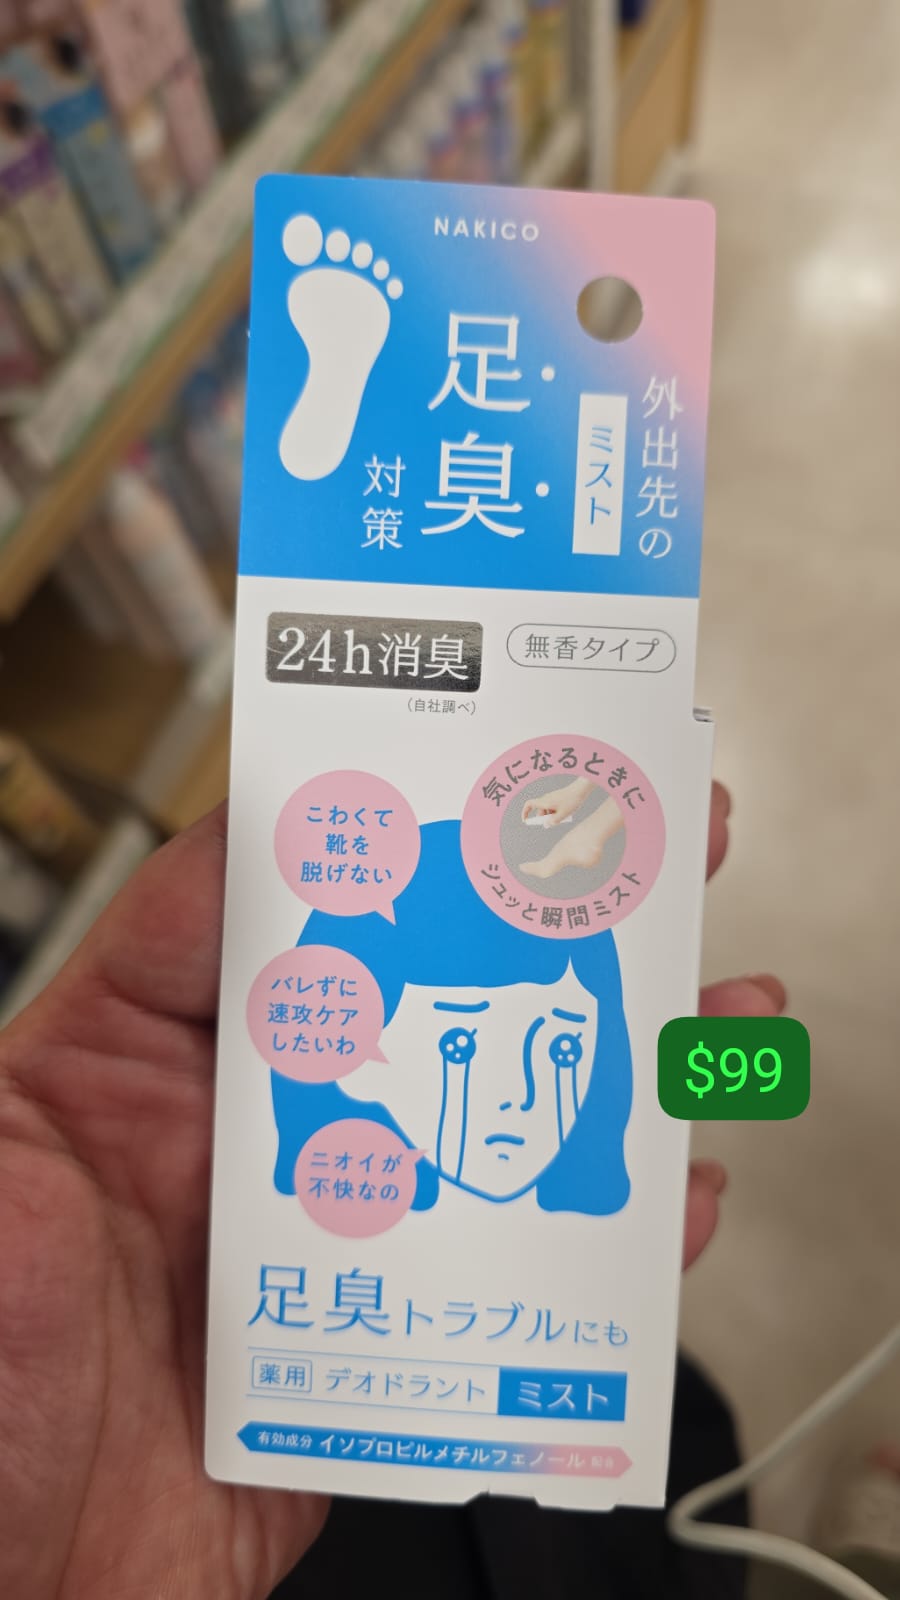 NAKICO
外出先の
ミスト
足臭
対策
24h消臭
(自社調べ)
無香タイプ
気になるときに
シュッと瞬間ミスト
こわくて
靴を
脱げない
バレずに
速攻ケア
したいわ
ニオイが
不快なの
$99
足臭トラブルにも
薬用 デオドラント ミスト
有効成分 イソプロピルメチルフェノール 配合